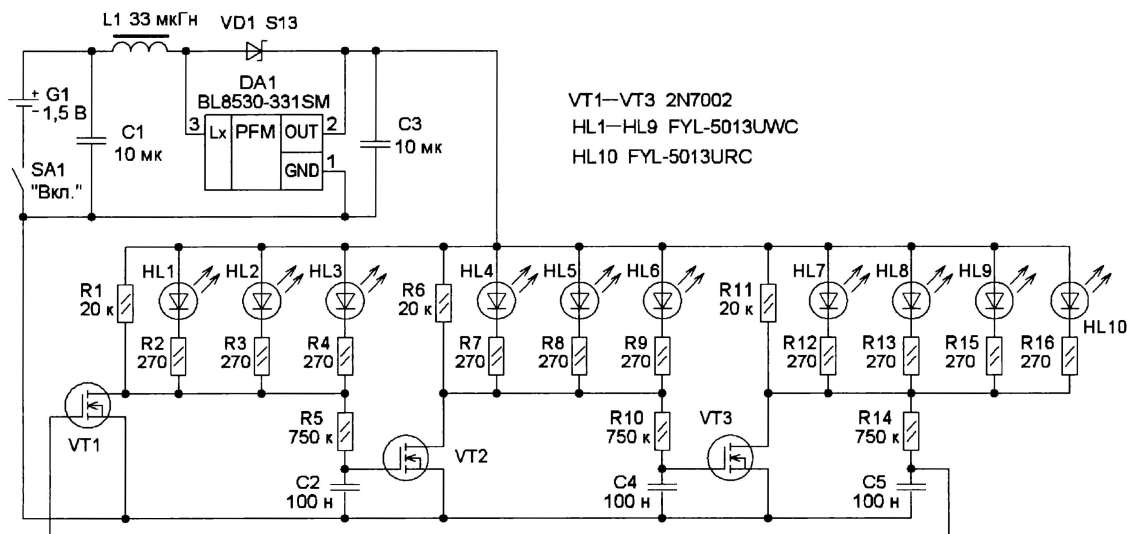 L1 33 мкГн
VD1 S13
DA1
BL8530-331SM
+ G1
- 1,5 В
C1
10 мк
3 Lx PFM OUT 2
GND 1
C3
10 мк
SA1
"Вкл."
VT1—VT3 2N7002
HL1—HL9 FYL-5013UWC
HL10 FYL-5013URC
HL1
HL2
HL3
HL4
HL5
HL6
HL7
HL8
HL9
HL10
R1
20 к
R6
20 к
R11
20 к
R2
270
R3
270
R4
270
R7
270
R8
270
R9
270
R12
270
R13
270
R15
270
R16
270
VT1
R5
750 к
VT2
R10
750 к
VT3
R14
750 к
C2
100 н
C4
100 н
C5
100 н